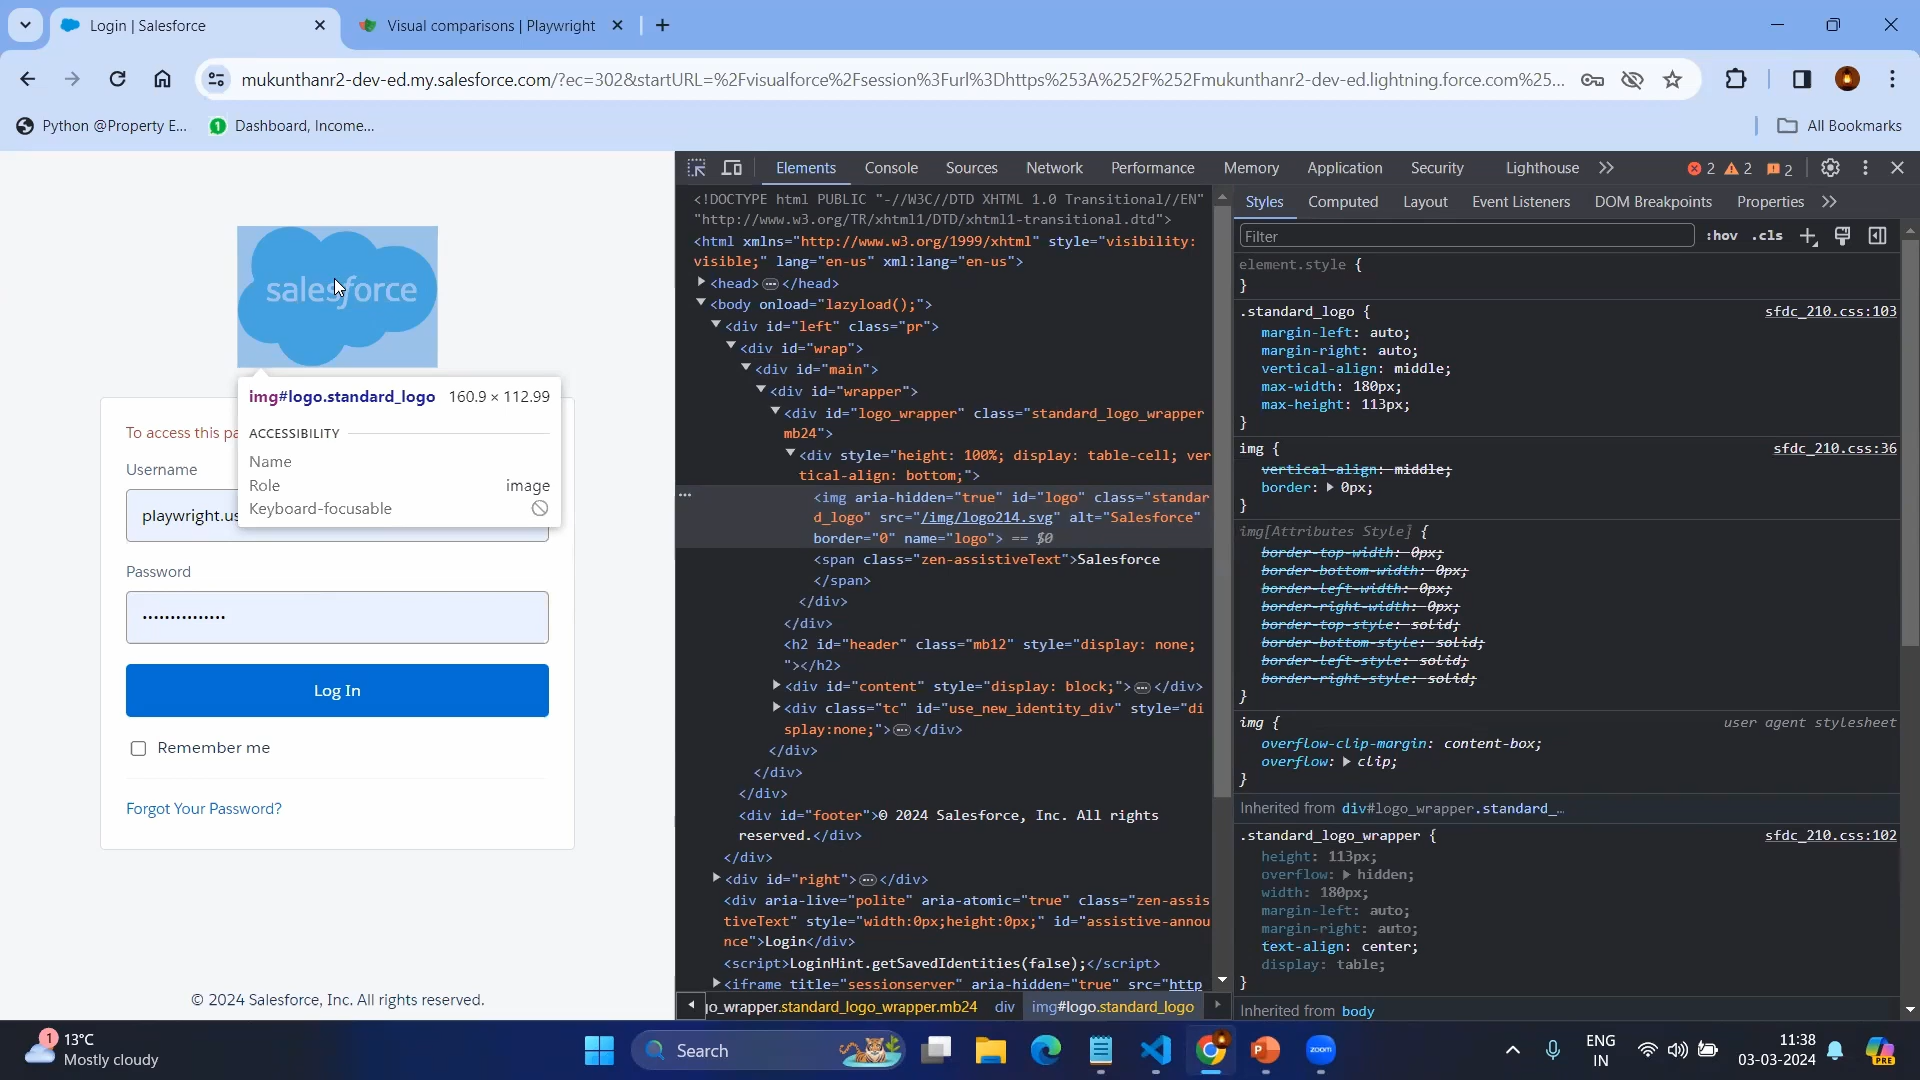 Login | Salesforce
Visual comparisons | Playwright
mukunthanr2-dev-ed.my.salesforce.com/?ec=302&startURL=%2Fvisualforce%2Fsession%3Furl%3Dhttps%253A%252F%252Fmukunthanr2-dev-ed.lightning.force.com%25...
Python @Property E...
Dashboard, Income...
All Bookmarks
salesforce
img#logo.standard_logo 160.9 × 112.99
ACCESSIBILITY
Name
Role image
Keyboard-focusable
To access this pa
Username
playwright.us
Password
Log In
Remember me
Forgot Your Password?
© 2024 Salesforce, Inc. All rights reserved.
Elements Console Sources Network Performance Memory Application Security Lighthouse 2 2 2
<!DOCTYPE html PUBLIC "-//W3C//DTD XHTML 1.0 Transitional//EN"
"http://www.w3.org/TR/xhtml1/DTD/xhtml1-transitional.dtd">
<html xmlns="http://www.w3.org/1999/xhtml" style="visibility:
visible;" lang="en-us" xml:lang="en-us">
<head> … </head>
<body onload="lazyload();">
<div id="left" class="pr">
<div id="wrap">
<div id="main">
<div id="wrapper">
<div id="logo_wrapper" class="standard_logo_wrapper
mb24">
<div style="height: 100%; display: table-cell; ver
tical-align: bottom;">
<img aria-hidden="true" id="logo" class="standar
d_logo" src="/img/logo214.svg" alt="Salesforce"
border="0" name="logo"> == $0
<span class="zen-assistiveText">Salesforce
</span>
</div>
</div>
<h2 id="header" class="mb12" style="display: none;
"></h2>
<div id="content" style="display: block;"> … </div>
<div class="tc" id="use_new_identity_div" style="di
splay:none;"> … </div>
</div>
</div>
</div>
<div id="footer">© 2024 Salesforce, Inc. All rights
reserved.</div>
</div>
<div id="right"> … </div>
<div aria-live="polite" aria-atomic="true" class="zen-assis
tiveText" style="width:0px;height:0px;" id="assistive-annou
nce">Login</div>
<script>LoginHint.getSavedIdentities(false);</script>
<iframe title="sessionserver" aria-hidden="true" src="http
go_wrapper.standard_logo_wrapper.mb24 div img#logo.standard_logo
Styles Computed Layout Event Listeners DOM Breakpoints Properties
Filter :hov .cls
element.style {
}
.standard_logo { sfdc_210.css:103
margin-left: auto;
margin-right: auto;
vertical-align: middle;
max-width: 180px;
max-height: 113px;
}
img { sfdc_210.css:36
vertical-align: middle;
border: 0px;
}
img[Attributes Style] {
border-top-width: 0px;
border-bottom-width: 0px;
border-left-width: 0px;
border-right-width: 0px;
border-top-style: solid;
border-bottom-style: solid;
border-left-style: solid;
border-right-style: solid;
}
img { user agent stylesheet
overflow-clip-margin: content-box;
overflow: clip;
}
Inherited from div#logo_wrapper.standard_…
.standard_logo_wrapper { sfdc_210.css:102
height: 113px;
overflow: hidden;
width: 180px;
margin-left: auto;
margin-right: auto;
text-align: center;
display: table;
}
Inherited from body
1
13°C
Mostly cloudy
Search
zoom
ENG
IN
11:38
03-03-2024
PRE